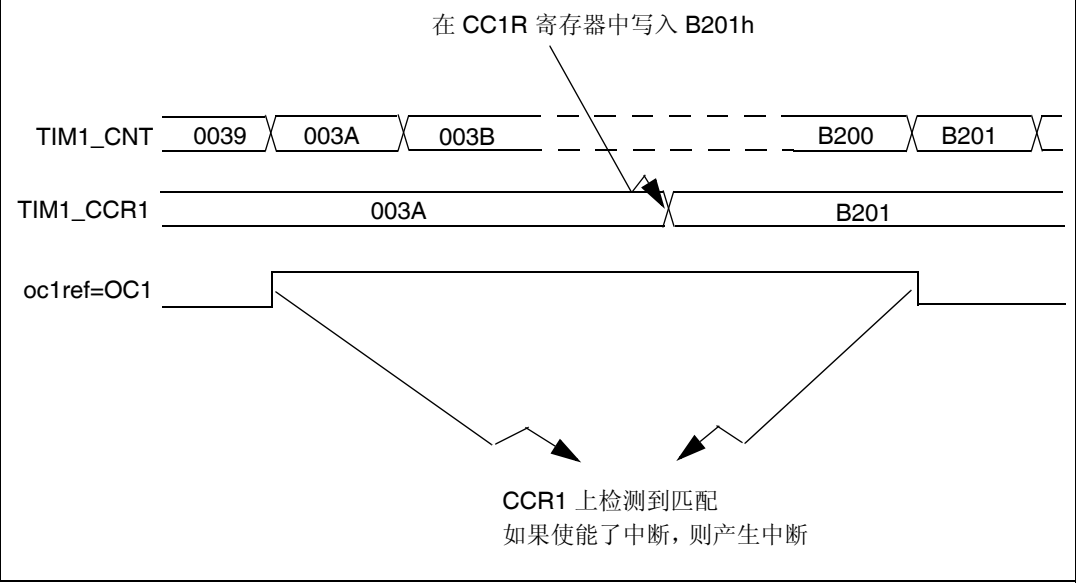 在 CC1R 寄存器中写入 B201h
TIM1_CNT 0039 003A 003B B200 B201
TIM1_CCR1 003A B201
oc1ref=OC1
CCR1 上检测到匹配
如果使能了中断，则产生中断